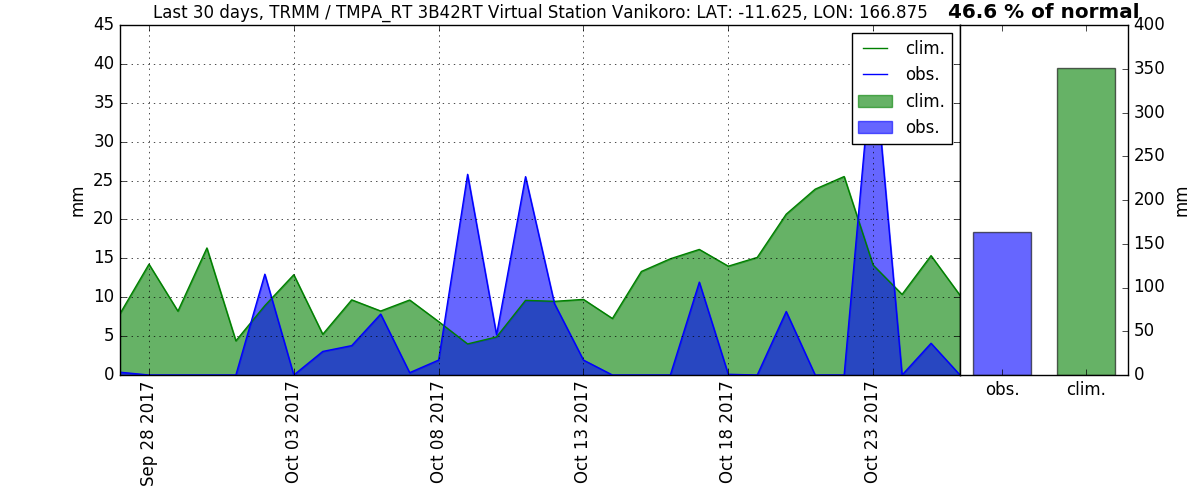 Last 30 days, TRMM / TMPA_RT 3B42RT Virtual Station Vanikoro: LAT: -11.625, LON: 166.875
46.6 % of normal
45
40
35
30
25
20
15
10
5
0
mm
clim.
obs.
clim.
obs.
Sep 28 2017
Oct 03 2017
Oct 08 2017
Oct 13 2017
Oct 18 2017
Oct 23 2017
400
350
300
250
200
150
100
50
0
mm
obs.
clim.